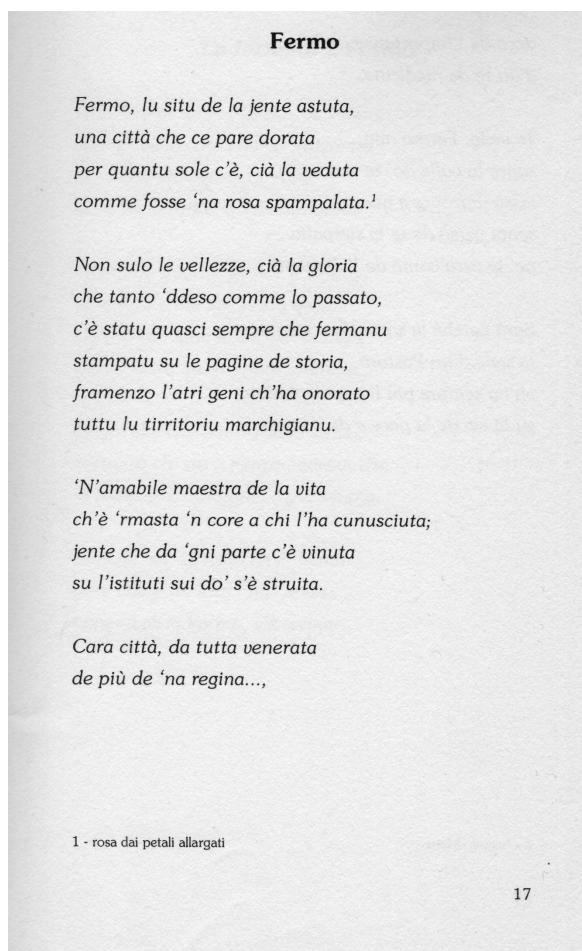 Fermo
Fermo, lu situ de la jente astuta,
una città che ce pare dorata
per quantu sole c'è, cià la veduta
comme fosse 'na rosa spampalata.¹
Non sulo le vellezze, cià la gloria
che tanto 'ddeso comme lo passato,
c'è statu quasci sempre che fermanu
stampatu su le pagine de storia,
framenzo l'atri geni ch'ha onorato
tuttu lu tirritoriu marchigianu.
'N'amabile maestra de la vita
ch'è 'rmasta 'n core a chi l'ha cunusciuta;
jente che da 'gni parte c'è vinuta
su l'istituti sui do' s'è struita.
Cara città, da tutta venerata
de più de 'na regina...,
1 - rosa dai petali allargati
17